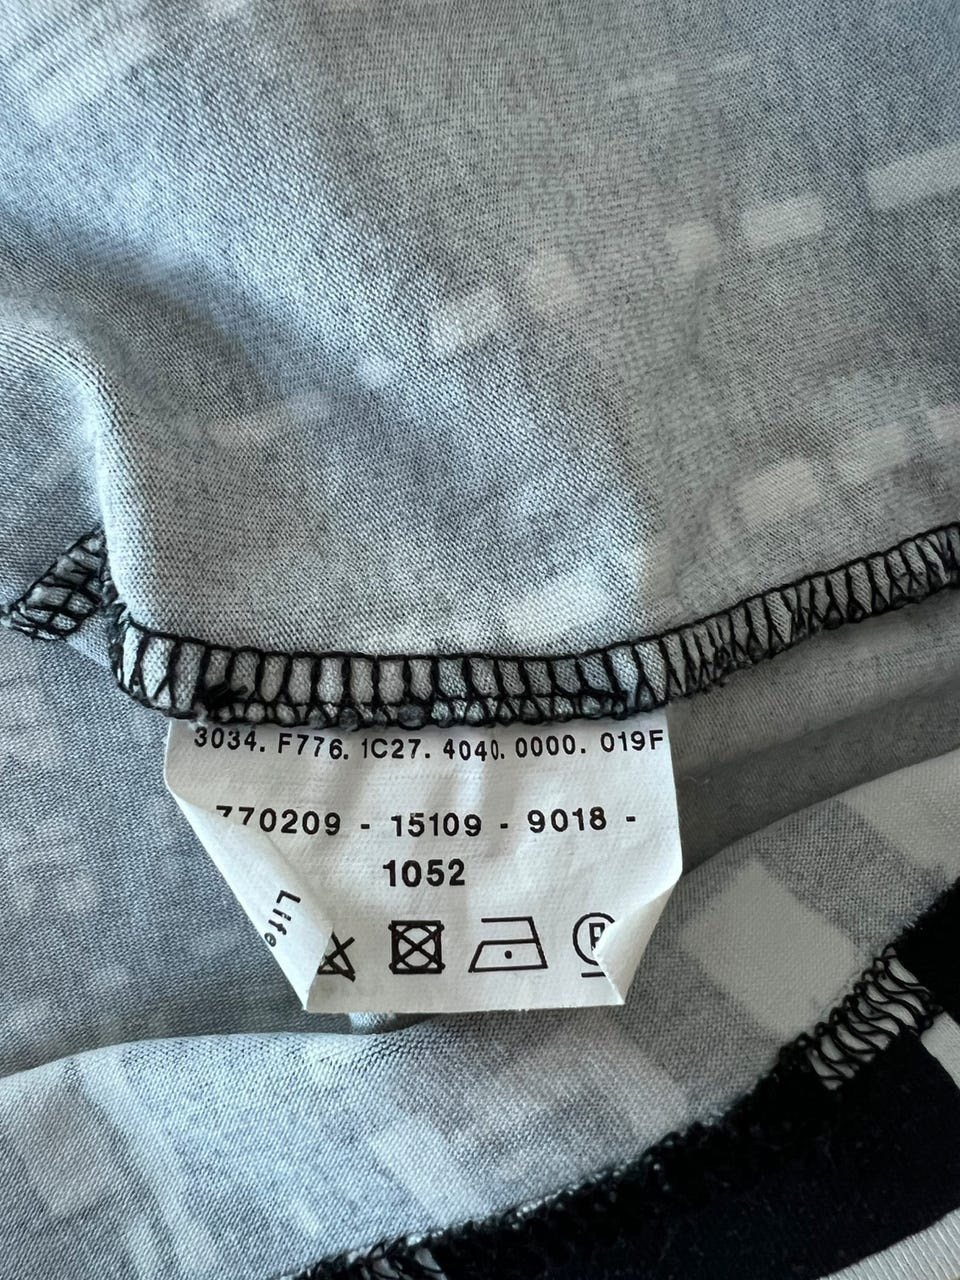 3034. F776. 1C27. 4040. 0000. 019F
770209 - 15109 - 9018 -
1052
Life
P